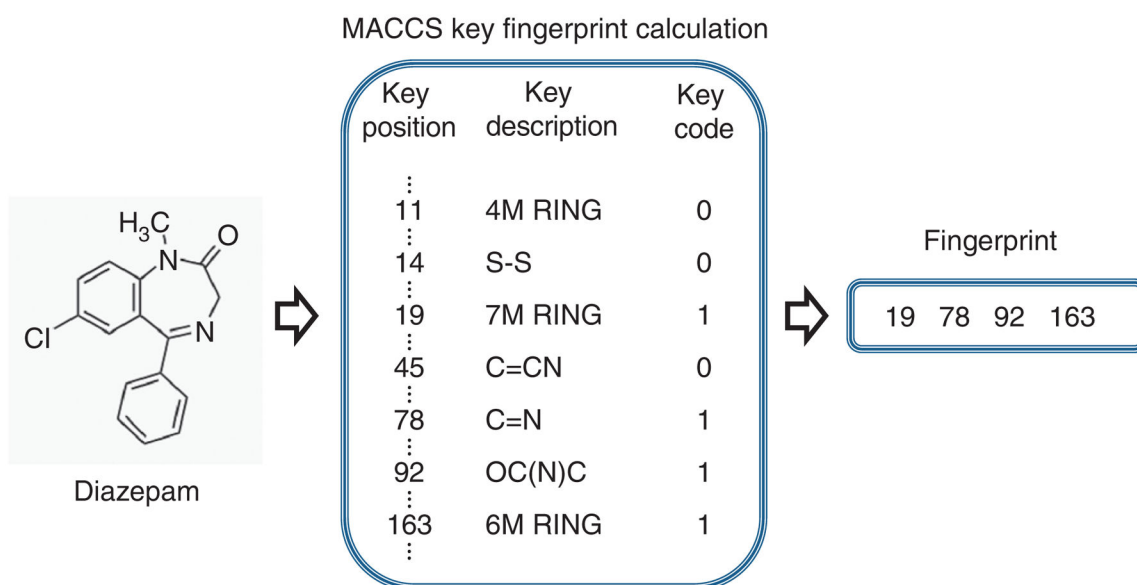 MACCS key fingerprint calculation
Key position Key description Key code
11 4M RING 0
14 S-S 0
19 7M RING 1
45 C=CN 0
78 C=N 1
92 OC(N)C 1
163 6M RING 1
H₃C
N
O
Cl
N
Diazepam
Fingerprint
19 78 92 163